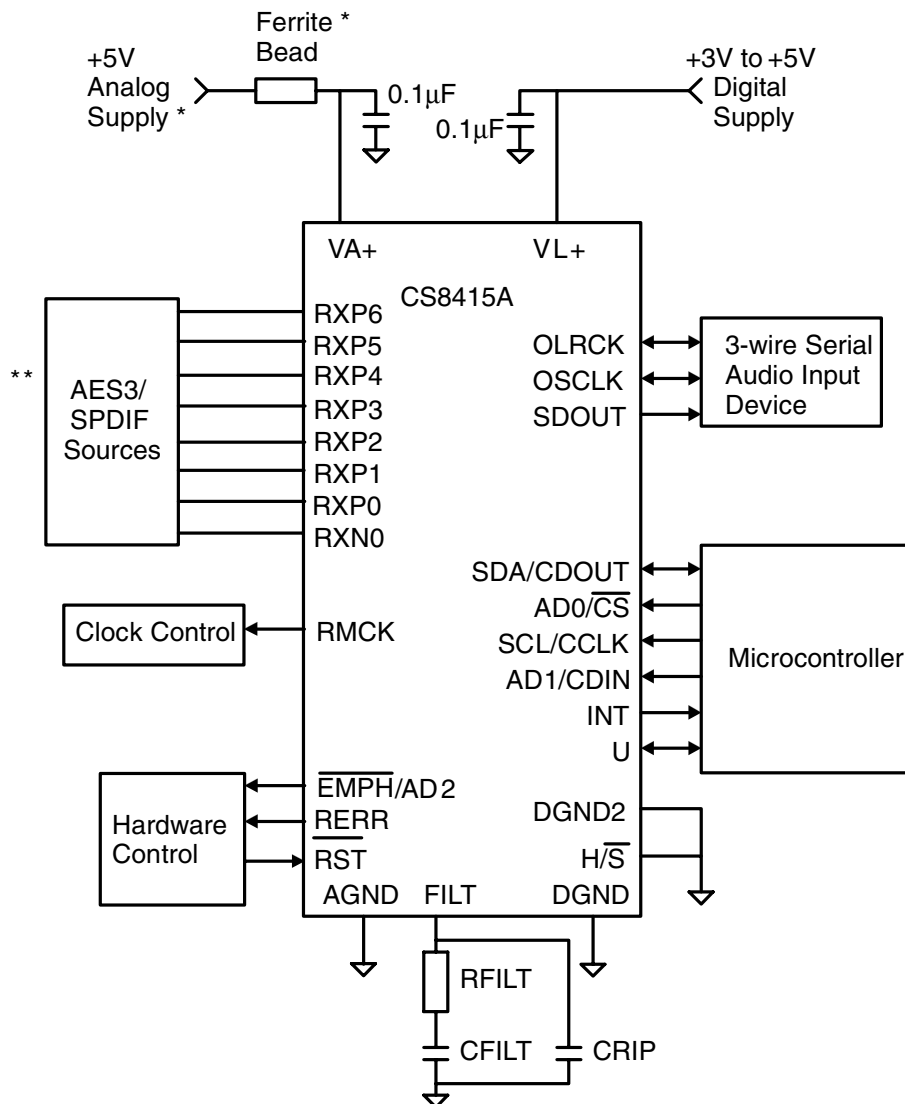 Ferrite *
Bead
+5V
Analog
Supply *
0.1µF
0.1µF
+3V to +5V
Digital
Supply
VA+
VL+
CS8415A
**
AES3/
SPDIF
Sources
RXP6
RXP5
RXP4
RXP3
RXP2
RXP1
RXP0
RXN0
OLRCK
OSCLK
SDOUT
3-wire Serial
Audio Input
Device
Clock Control
RMCK
SDA/CDOUT
AD0/CS
SCL/CCLK
AD1/CDIN
INT
U
Microcontroller
Hardware
Control
EMPH/AD2
RERR
RST
DGND2
H/S
AGND
FILT
DGND
RFILT
CFILT
CRIP